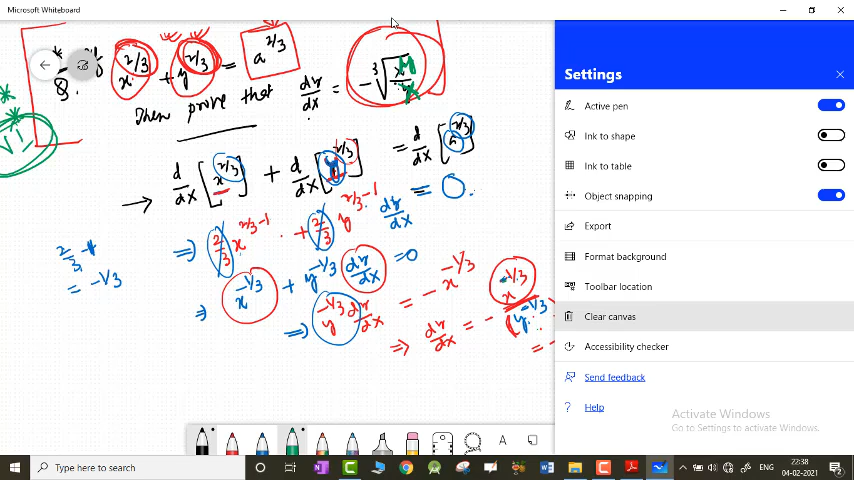 Microsoft Whiteboard
x^{2/3} + y^{2/3} = a^{2/3}
Then prove that dy/dx = -∛
→ d/dx [x^{2/3}] + d/dx [y^{2/3}] = d/dx [a^{2/3}]
⇒ 2/3 x^{2/3-1} + 2/3 y^{2/3-1} dy/dx = 0.
2/3 - 1
= -1/3
⇒ x^{-1/3} + y^{-1/3} dy/dx = 0
⇒ y^{-1/3} dy/dx = - x^{-1/3}
⇒ dy/dx = - x^{-1/3} / y^{-1/3}
= -
Settings
Active pen
Ink to shape
Ink to table
Object snapping
Export
Format background
Toolbar location
Clear canvas
Accessibility checker
Send feedback
Help
Activate Windows
Go to Settings to activate Windows.
Type here to search
ENG
22:38
04-02-2021